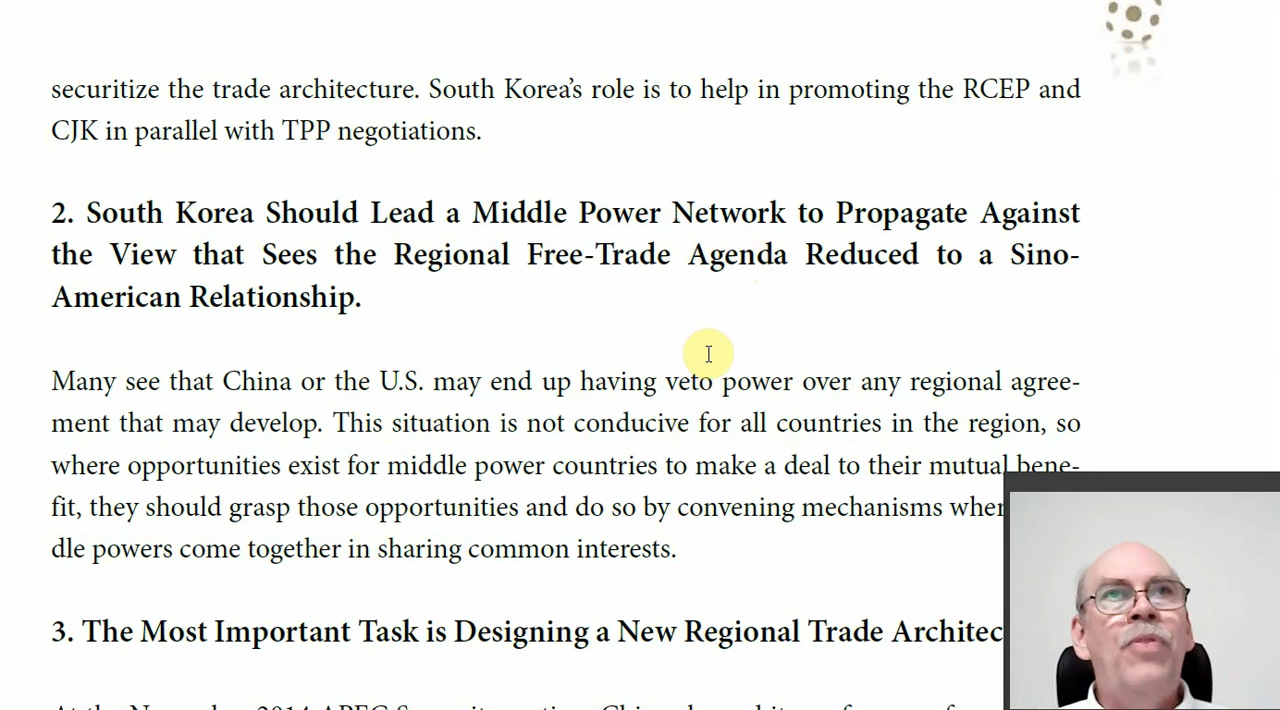 securitize the trade architecture. South Korea’s role is to help in promoting the RCEP and
CJK in parallel with TPP negotiations.
2. South Korea Should Lead a Middle Power Network to Propagate Against
the View that Sees the Regional Free-Trade Agenda Reduced to a Sino-
American Relationship.
Many see that China or the U.S. may end up having veto power over any regional agree-
ment that may develop. This situation is not conducive for all countries in the region, so
where opportunities exist for middle power countries to make a deal to their mutual bene-
fit, they should grasp those opportunities and do so by convening mechanisms wher
dle powers come together in sharing common interests.
3. The Most Important Task is Designing a New Regional Trade Architec